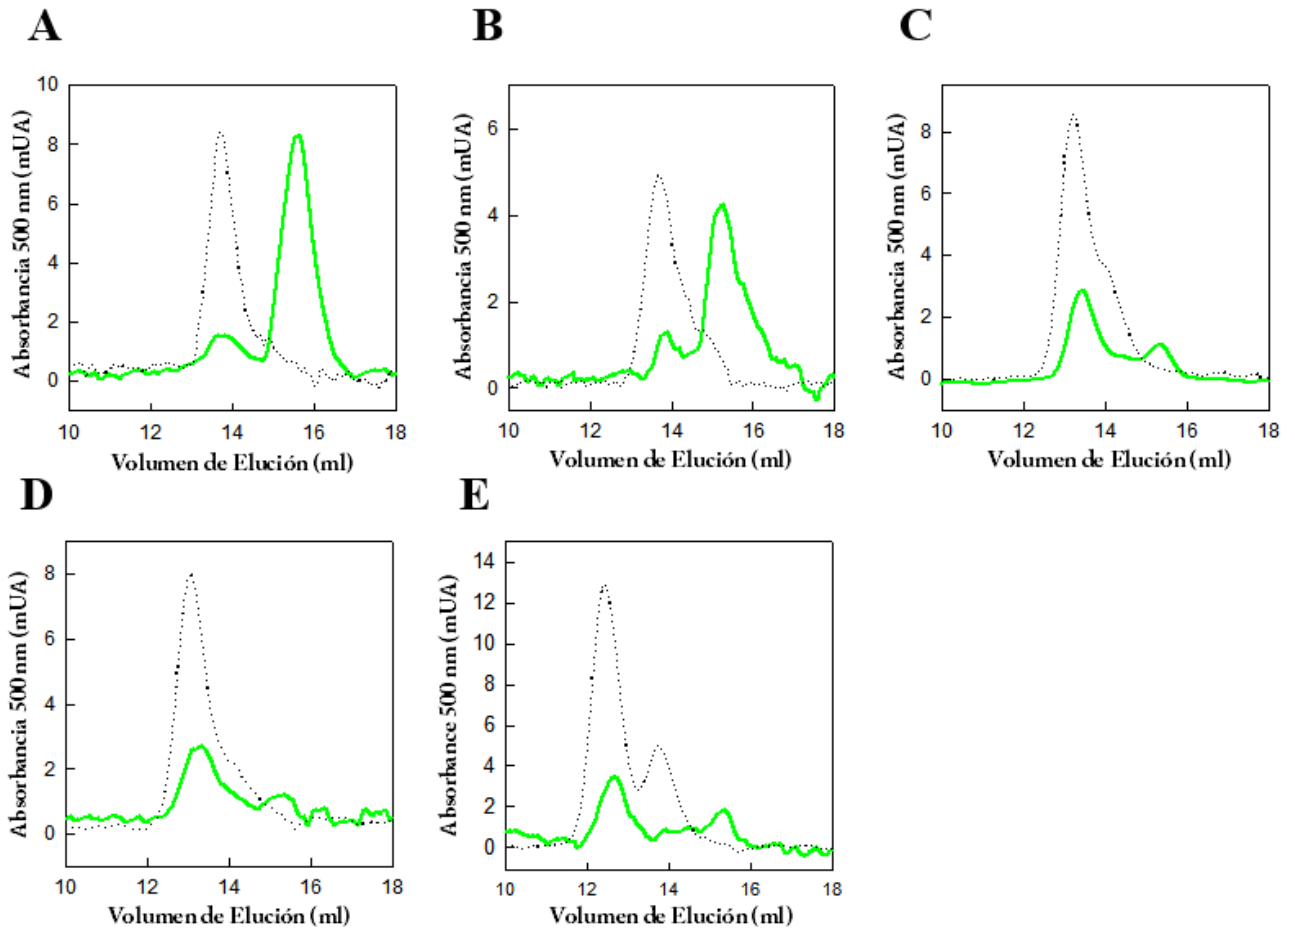 A
B
C
Absorbancia 500 nm (mUA)
10
8
6
4
2
0
10 12 14 16 18
Volumen de Elución (ml)
Absorbancia 500 nm (mUA)
6
4
2
0
10 12 14 16 18
Volumen de Elución (ml)
Absorbancia 500 nm (mUA)
8
6
4
2
0
10 12 14 16 18
Volumen de Elución (ml)
D
E
Absorbancia 500 nm (mUA)
8
6
4
2
0
10 12 14 16 18
Volumen de Elución (ml)
Absorbance 500 nm (mUA)
14
12
10
8
6
4
2
0
10 12 14 16 18
Volumen de Elución (ml)